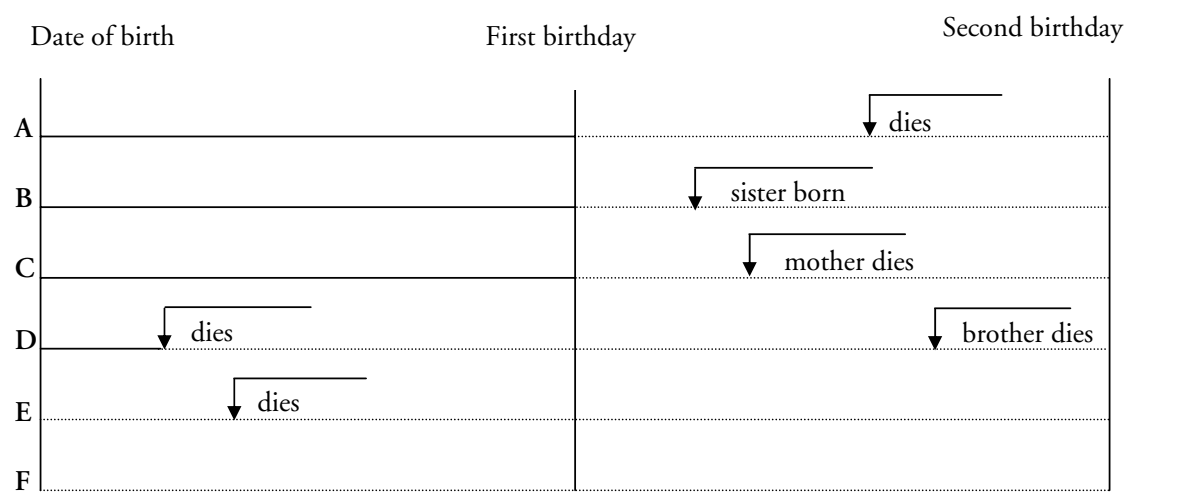 Date of birth First birthday Second birthday
A dies
B sister born
C mother dies
D dies brother dies
E dies
F